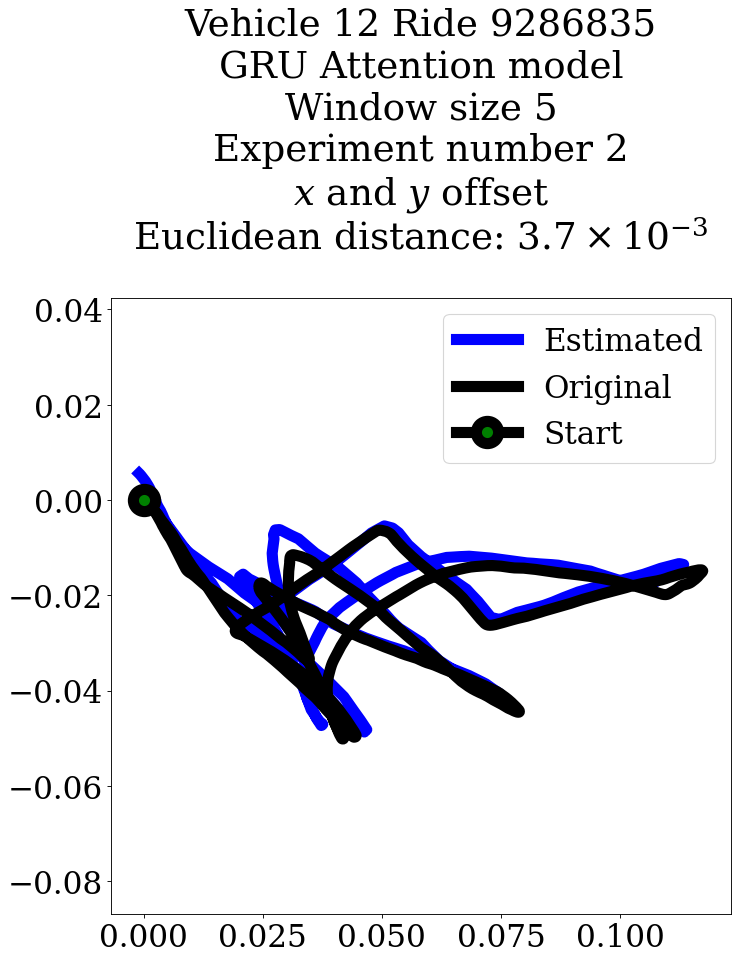 Vehicle 12 Ride 9286835
GRU Attention model
Window size 5
Experiment number 2
x and y offset
Euclidean distance: 3.7 × 10⁻³
0.04
0.02
0.00
−0.02
−0.04
−0.06
−0.08
Estimated
Original
Start
0.000 0.025 0.050 0.075 0.100